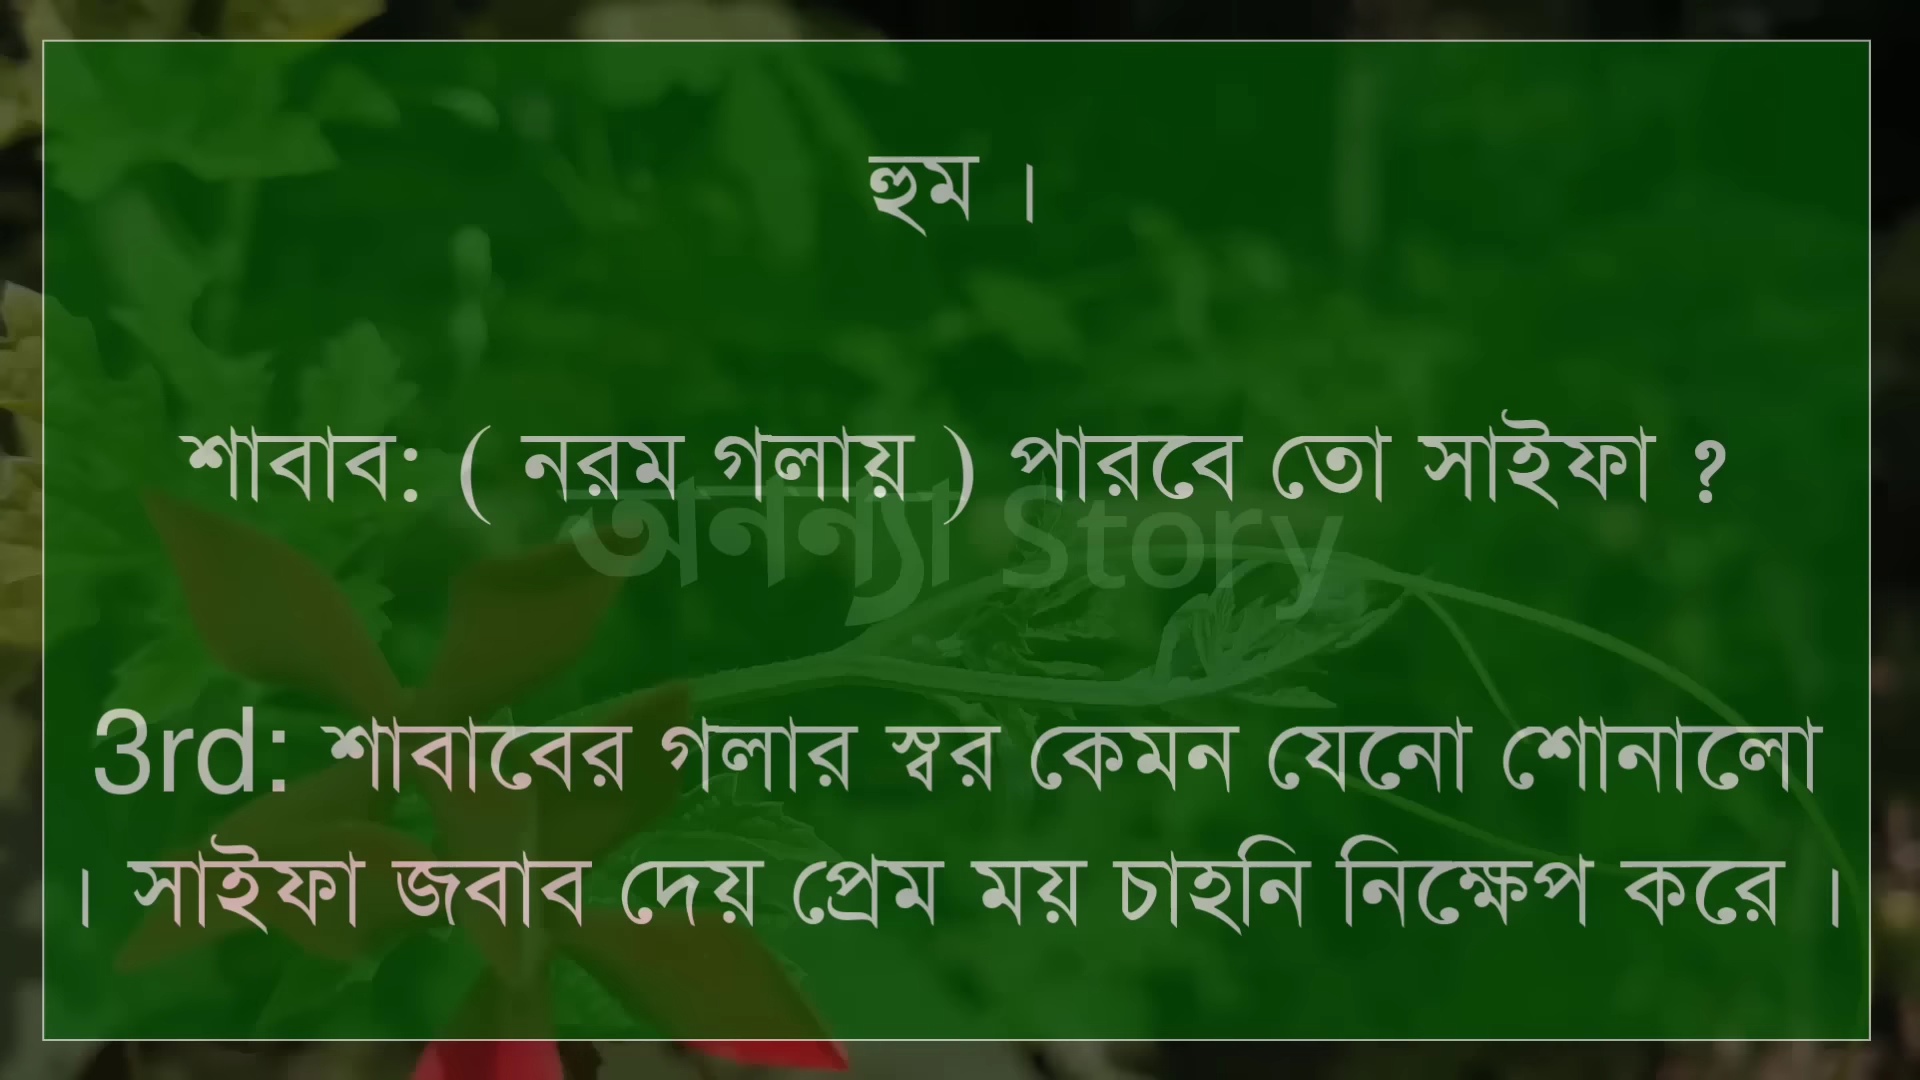 হুম ।
শাবাব: ( নরম গলায় ) পারবে তো সাইফা ?
অনন্যা Story
3rd: শাবাবের গলার স্বর কেমন যেনো শোনালো
। সাইফা জবাব দেয় প্রেম ময় চাহনি নিক্ষেপ করে ।